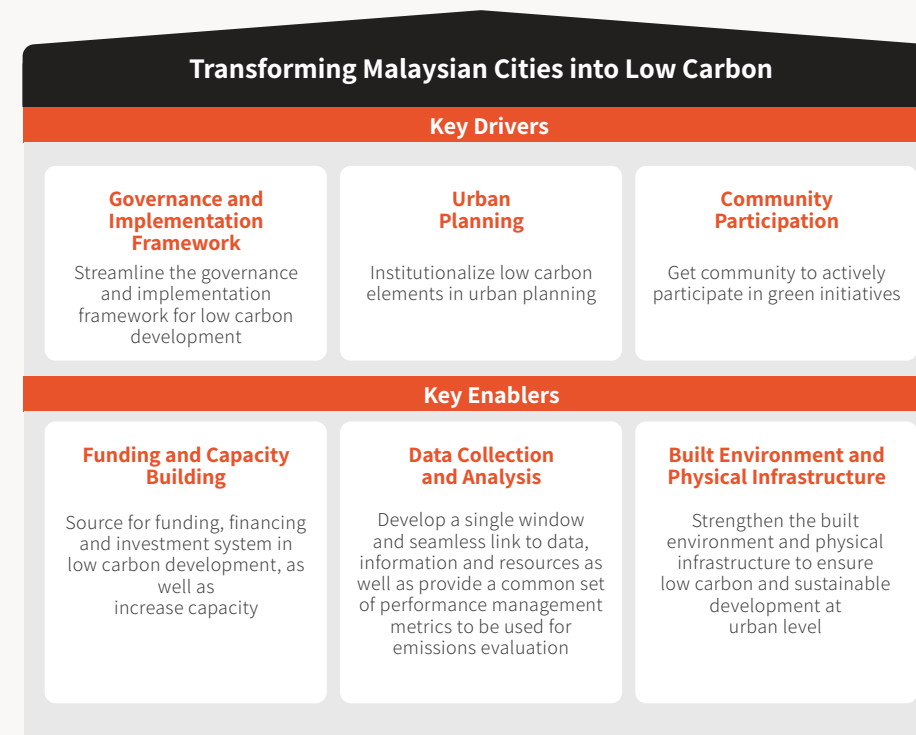 Transforming Malaysian Cities into Low Carbon
Key Drivers
Governance and
Implementation
Framework
Streamline the governance
and implementation
framework for low carbon
development
Urban
Planning
Institutionalize low carbon
elements in urban planning
Community
Participation
Get community to actively
participate in green initiatives
Key Enablers
Funding and Capacity
Building
Source for funding, financing
and investment system in
low carbon development, as
well as
increase capacity
Data Collection
and Analysis
Develop a single window
and seamless link to data,
information and resources as
well as provide a common set
of performance management
metrics to be used for
emissions evaluation
Built Environment and
Physical Infrastructure
Strengthen the built
environment and physical
infrastructure to ensure
low carbon and sustainable
development at
urban level